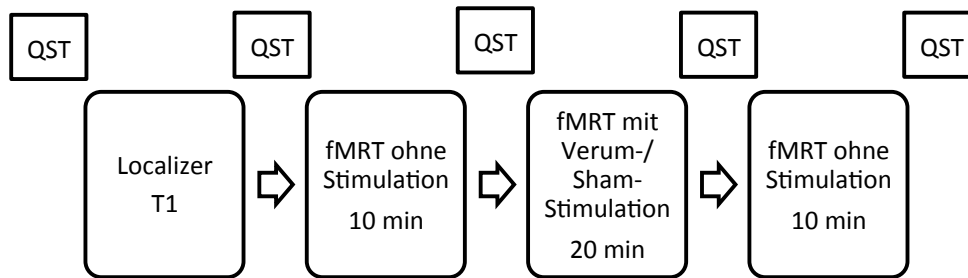 QST
QST
QST
QST
QST
Localizer
T1
fMRT ohne
Stimulation
10 min
fMRT mit
Verum-/
Sham-
Stimulation
20 min
fMRT ohne
Stimulation
10 min